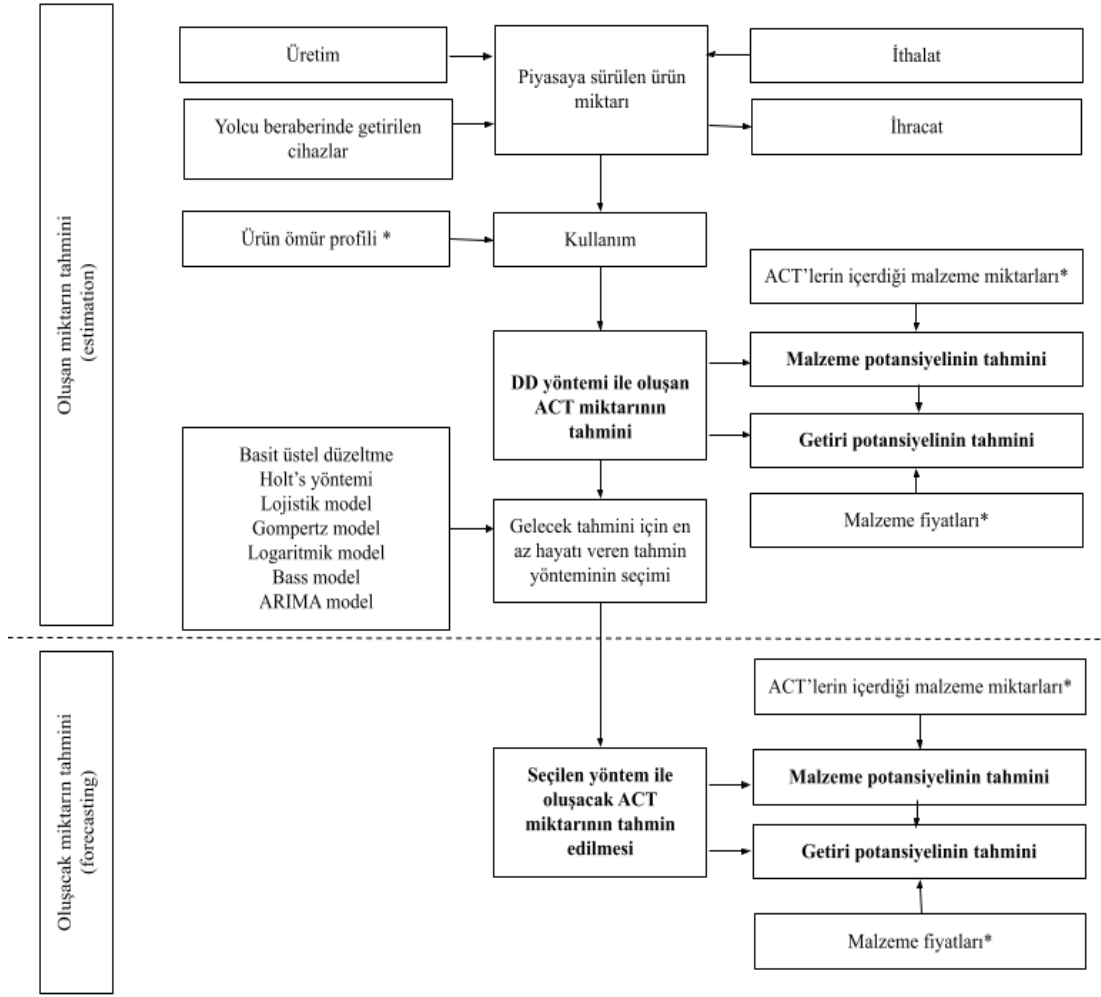 Oluşan miktarın tahmini
(estimation)
Üretim
Piyasaya sürülen ürün
miktarı
İthalat
Yolcu beraberinde getirilen
cihazlar
İhracat
Ürün ömür profili *
Kullanım
ACT’lerin içerdiği malzeme miktarları*
DD yöntemi ile oluşan
ACT miktarının
tahmini
Malzeme potansiyelinin tahmini
Getiri potansiyelinin tahmini
Malzeme fiyatları*
Basit üstel düzeltme
Holt’s yöntemi
Lojistik model
Gompertz model
Logaritmik model
Bass model
ARIMA model
Gelecek tahmini için en
az hayatı veren tahmin
yönteminin seçimi
Oluşacak miktarın tahmini
(forecasting)
ACT’lerin içerdiği malzeme miktarları*
Seçilen yöntem ile
oluşacak ACT
miktarının tahmin
edilmesi
Malzeme potansiyelinin tahmini
Getiri potansiyelinin tahmini
Malzeme fiyatları*